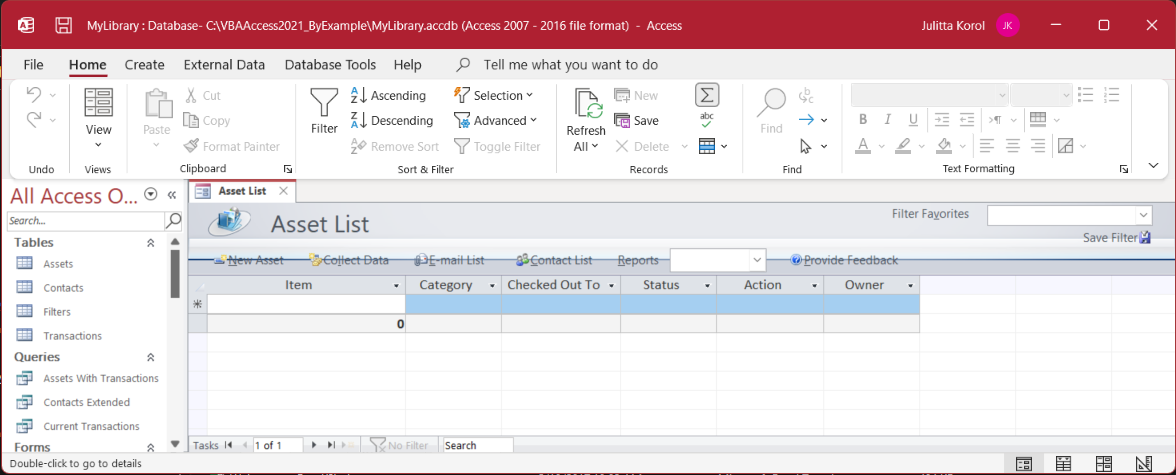 MyLibrary : Database- C:\VBAAccess2021_ByExample\MyLibrary.accdb (Access 2007 - 2016 file format) - Access Julitta Korol JK
File Home Create External Data Database Tools Help Tell me what you want to do
Undo
View
Views
Paste
Cut
Copy
Format Painter
Clipboard
Filter
Ascending
Descending
Remove Sort
Selection
Advanced
Toggle Filter
Sort & Filter
Refresh
All
New
Save
Delete
abc
Records
Find
Find
B I U
A
Text Formatting
All Access O...
Search...
Tables
Assets
Contacts
Filters
Transactions
Queries
Assets With Transactions
Contacts Extended
Current Transactions
Forms
Asset List
Asset List
Filter Favorites
Save Filter
New Asset Collect Data E-mail List Contact List Reports Provide Feedback
Item Category Checked Out To Status Action Owner
0
Tasks 1 of 1 No Filter Search
Double-click to go to details